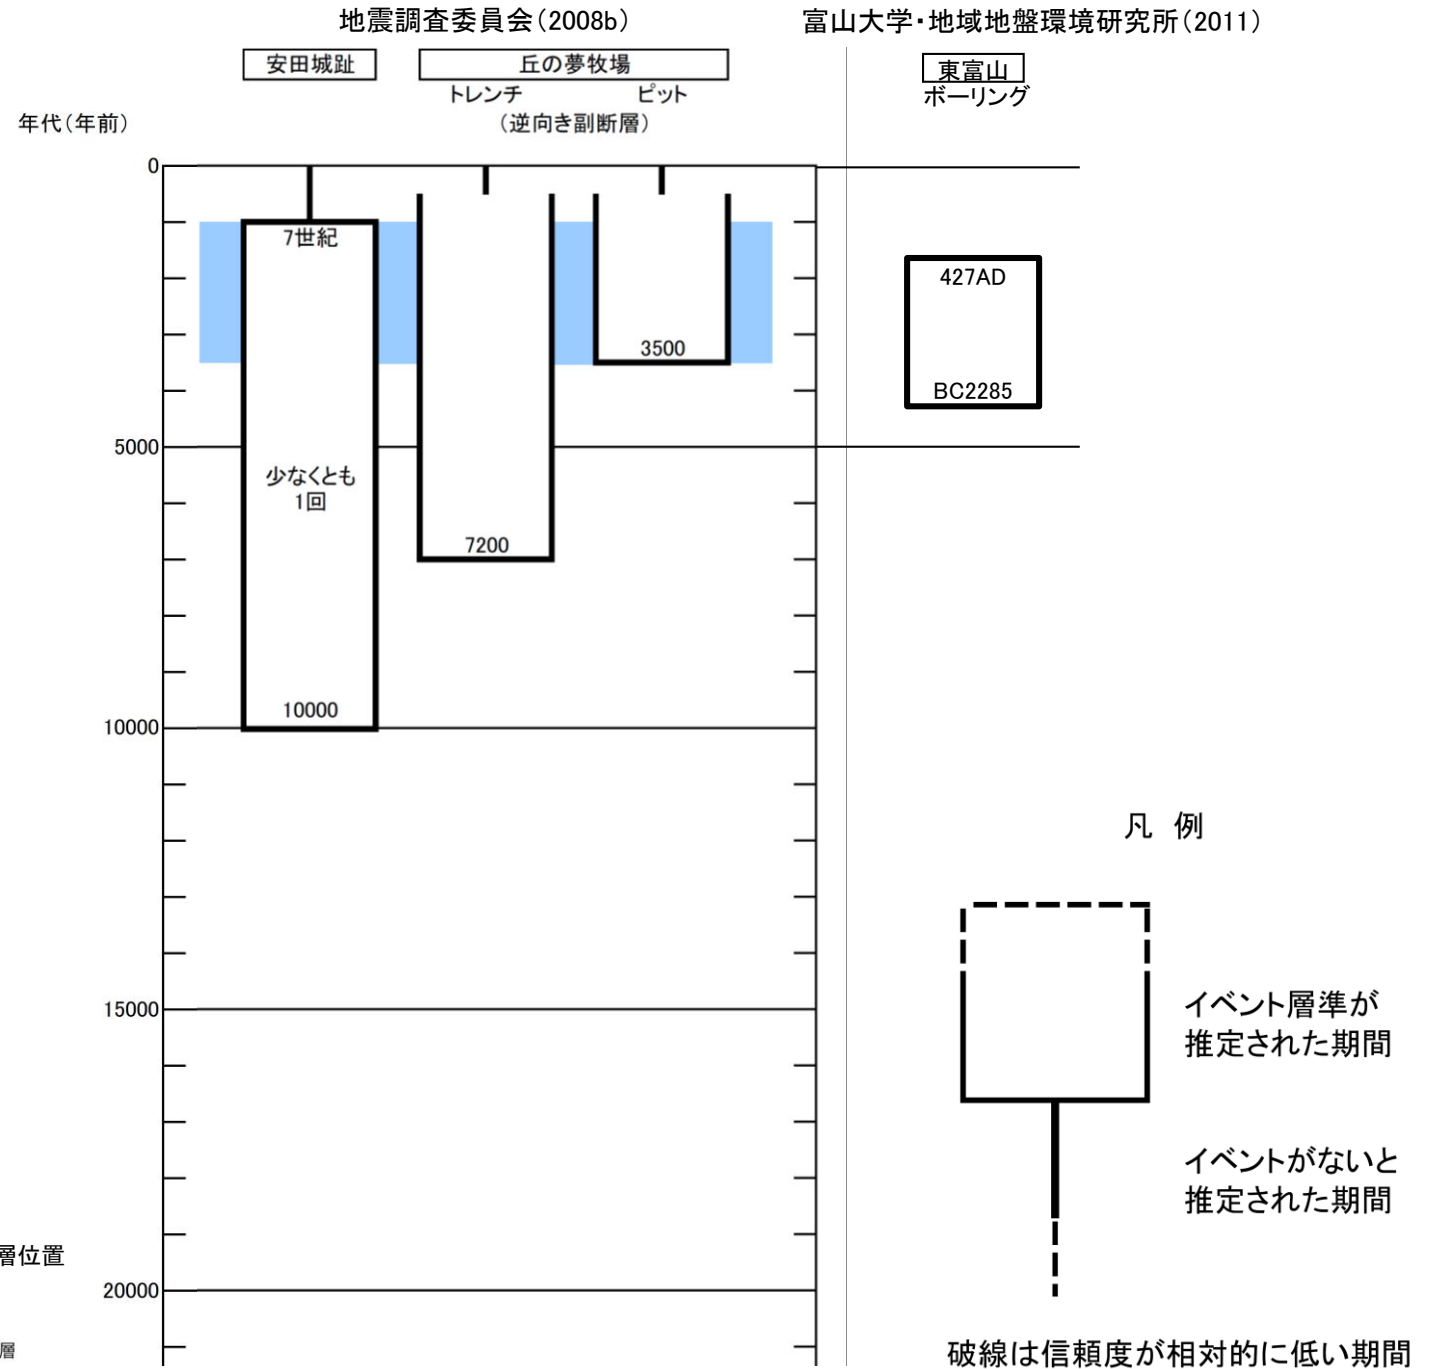 地震調査委員会(2008b)
富山大学・地域地盤環境研究所(2011)
安田城趾
丘の夢牧場
東富山
トレンチ
ピット
ボーリング
年代(年前)
(逆向き副断層)
0
7世紀
427AD
3500
BC2285
5000
少なくとも
1回
7200
10000
10000
凡 例
15000
イベント層準が
推定された期間
イベントがないと
推定された期間
層位置
20000
層
破線は信頼度が相対的に低い期間